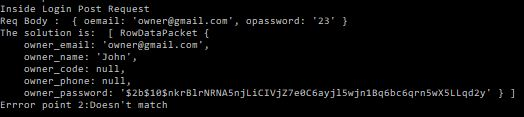 Inside Login Post Request
Req Body :  { oemail: 'owner@gmail.com', opassword: '23' }
The solution is:  [ RowDataPacket {
    owner_email: 'owner@gmail.com',
    owner_name: 'John',
    owner_code: null,
    owner_phone: null,
    owner_password: '$2b$10$nkrBlrNRNA5njLiCIVjZ7e0C6ayjl5wjn1Bq6bc6qrn5wX5LLqd2y' } ]
Errror point 2:Doesn't match